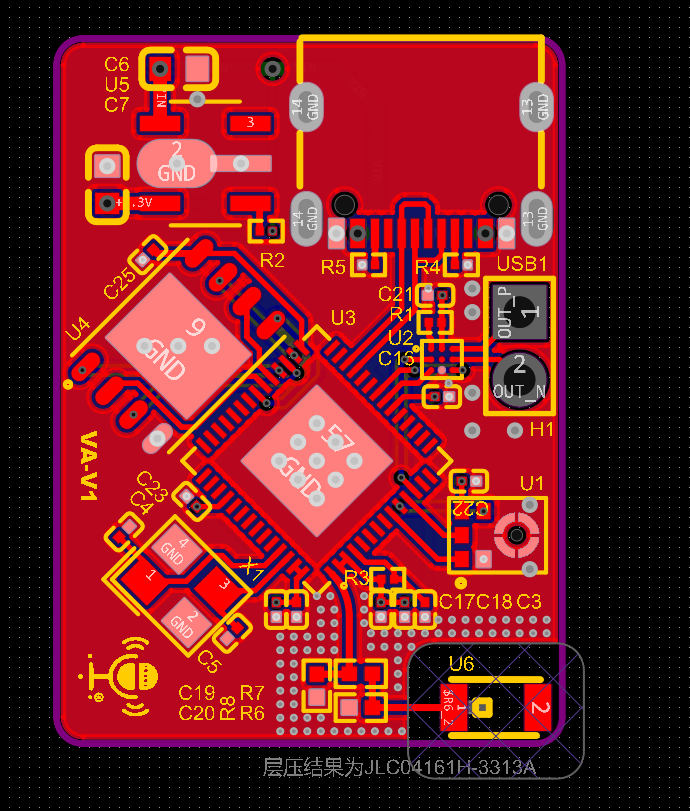 C6
U5
C7
IN
3
14
GND
13
GND
2
GND
+
.3V
14
GND
13
GND
R2
R5
R4
USB1
C25
C21
OUT_P
1
U4
9
GND
U3
R1
U2
C15
2
OUT_N
H1
VA-V1
57
GND
C23
C4
U1
C22
4
GND
1
3
X1
2
GND
C5
R3
C17
C18
C3
U6
C19
C20
R8
R7
R6
$R6_2
1
2
®
层压结果为JLC04161H-3313A